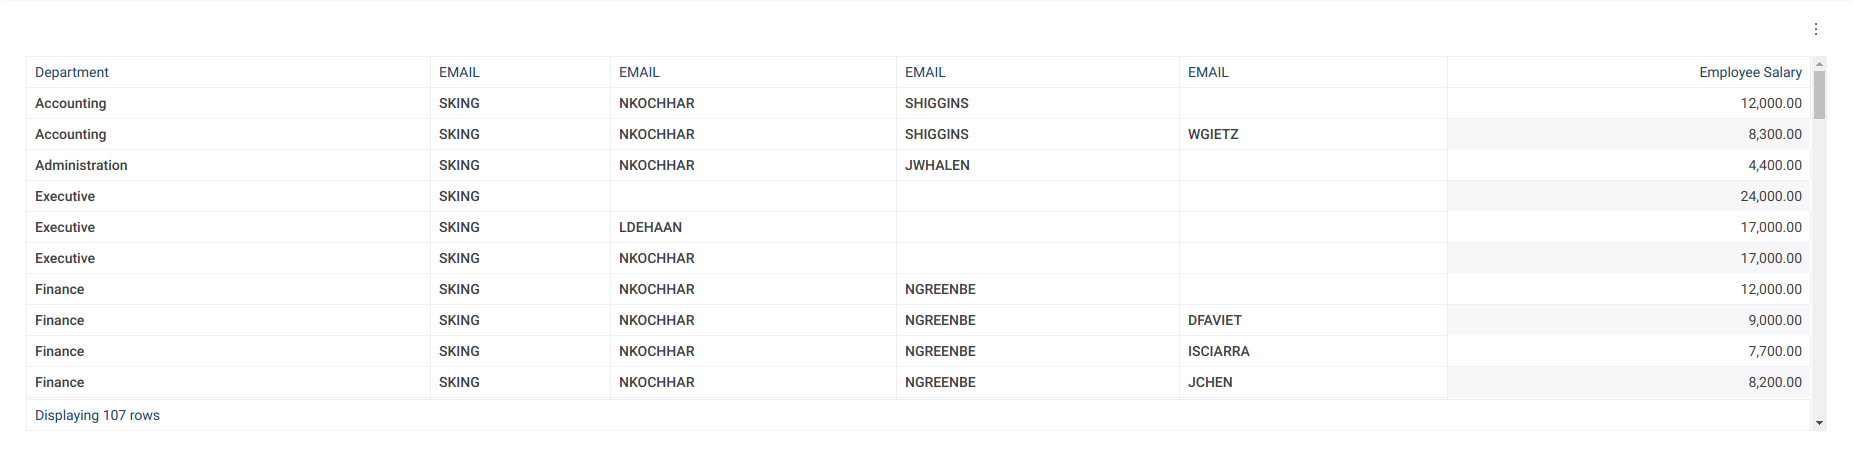 Department EMAIL EMAIL EMAIL EMAIL Employee Salary
Accounting SKING NKOCHHAR SHIGGINS 12,000.00
Accounting SKING NKOCHHAR SHIGGINS WGIETZ 8,300.00
Administration SKING NKOCHHAR JWHALEN 4,400.00
Executive SKING 24,000.00
Executive SKING LDEHAAN 17,000.00
Executive SKING NKOCHHAR 17,000.00
Finance SKING NKOCHHAR NGREENBE 12,000.00
Finance SKING NKOCHHAR NGREENBE DFAVIET 9,000.00
Finance SKING NKOCHHAR NGREENBE ISCIARRA 7,700.00
Finance SKING NKOCHHAR NGREENBE JCHEN 8,200.00
Displaying 107 rows